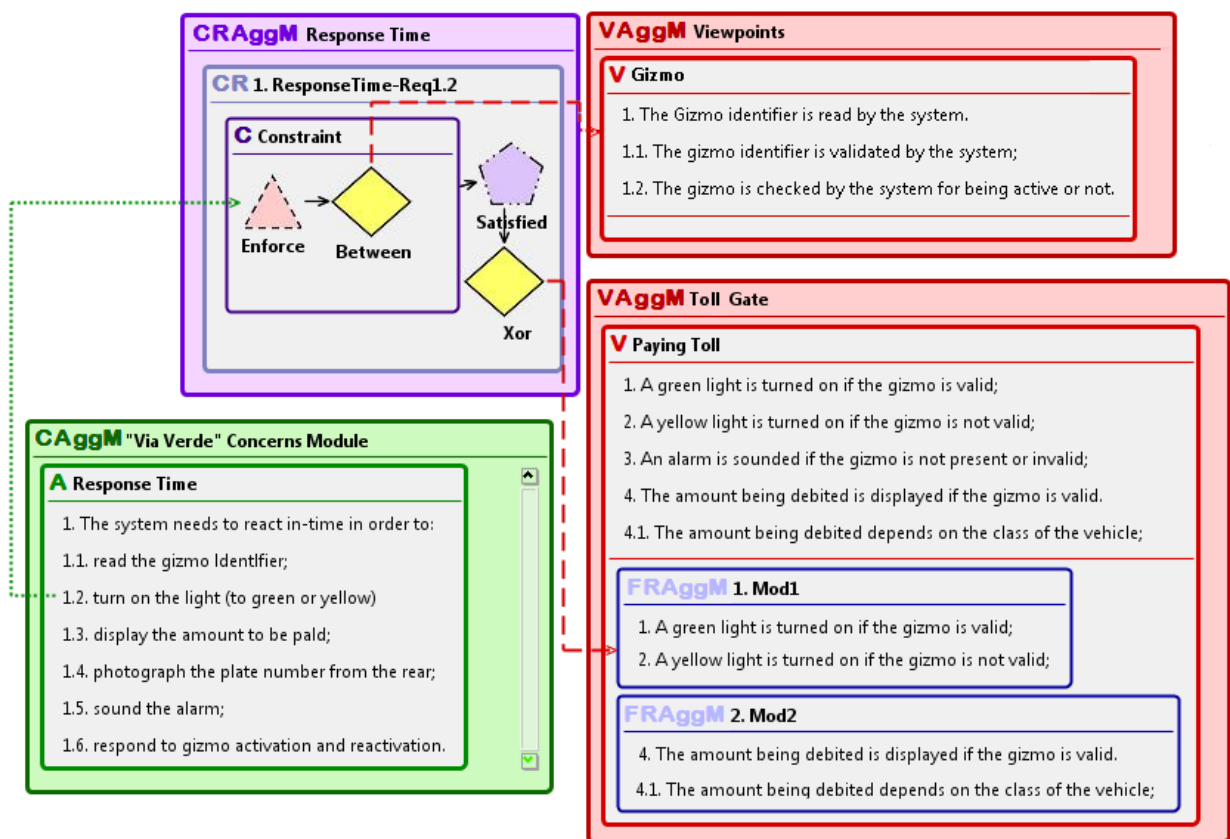 CRAggM Response Time
CR 1. ResponseTime-Req1.2
C Constraint
Enforce
Between
Satisfied
Xor
VAggM Viewpoints
V Gizmo
1. The Gizmo identifier is read by the system.
1.1. The gizmo identifier is validated by the system;
1.2. The gizmo is checked by the system for being active or not.
CAggM "Via Verde" Concerns Module
A Response Time
1. The system needs to react in-time in order to:
1.1. read the gizmo IdentIfier;
1.2. turn on the light (to green or yellow)
1.3. display the amount to be paId;
1.4. photograph the plate number from the rear;
1.5. sound the alarm;
1.6. respond to gizmo activation and reactivation.
VAggM Toll Gate
V Paying Toll
1. A green light is turned on if the gizmo is valid;
2. A yellow light is turned on if the gizmo is not valid;
3. An alarm is sounded if the gizmo is not present or invalid;
4. The amount being debited is displayed if the gizmo is valid.
4.1. The amount being debited depends on the class of the vehicle;
FRAggM 1. Mod1
1. A green light is turned on if the gizmo is valid;
2. A yellow light is turned on if the gizmo is not valid;
FRAggM 2. Mod2
4. The amount being debited is displayed if the gizmo is valid.
4.1. The amount being debited depends on the class of the vehicle;